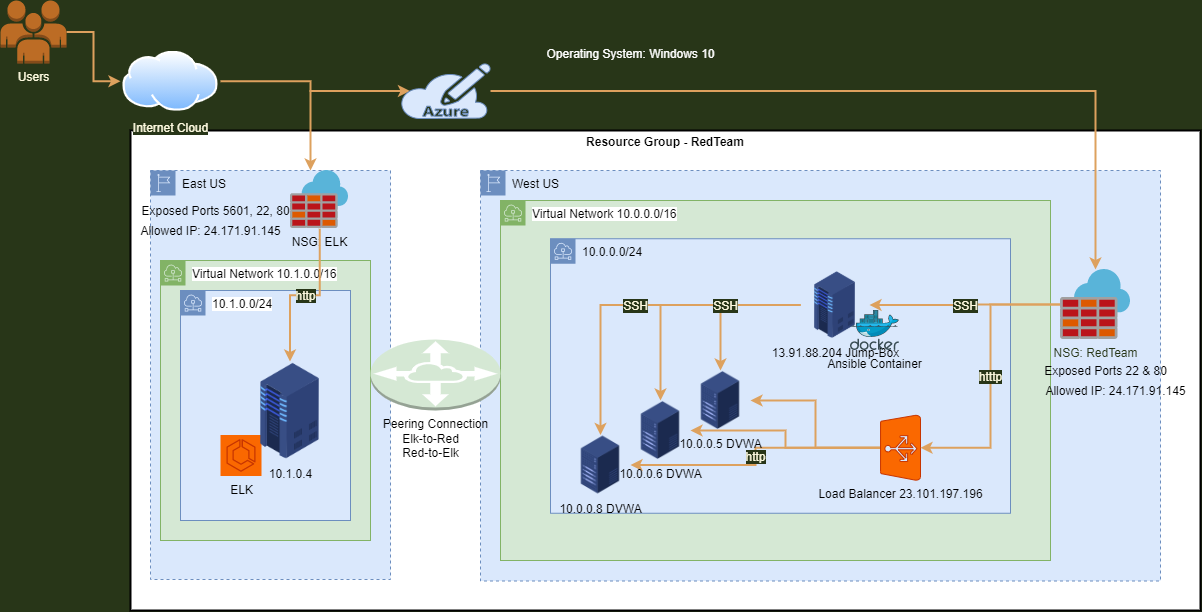 Users
Internet Cloud
Azure
Operating System: Windows 10
Resource Group - RedTeam
East US
Exposed Ports 5601, 22, 80
Allowed IP: 24.171.91.145
NSG: ELK
Virtual Network 10.1.0.0/16
10.1.0.0/24
http
10.1.0.4
ELK
Peering Connection
Elk-to-Red
Red-to-Elk
West US
Virtual Network 10.0.0.0/16
10.0.0.0/24
SSH
SSH
SSH
docker
13.91.88.204 Jump-Box
Ansible Container
NSG: RedTeam
Exposed Ports 22 & 80
Allowed IP: 24.171.91.145
htttp
10.0.0.5 DVWA
http
10.0.0.6 DVWA
10.0.0.8 DVWA
Load Balancer 23.101.197.196